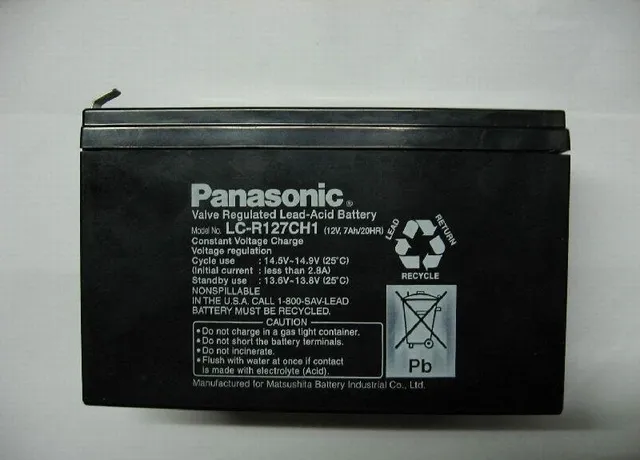 Panasonic®
Valve Regulated Lead-Acid Battery
Model No. LC-R127CH1 (12V, 7Ah/20HR)
Constant Voltage Charge
Voltage regulation
Cycle use : 14.5V~14.9V (25°C)
(Initial current : less than 2.8A)
Standby use : 13.6V~13.8V (25°C)
NONSPILLABLE
IN THE U.S.A. CALL 1-800-SAV-LEAD
BATTERY MUST BE RECYCLED.
LEAD
RETURN
RECYCLE
CAUTION
• Do not charge in a gas tight container.
• Do not short the battery terminals.
• Do not incinerate.
• Flush with water at once if contact
is made with electrolyte (Acid).
Pb
Manufactured for Matsushita Battery Industrial Co., Ltd.